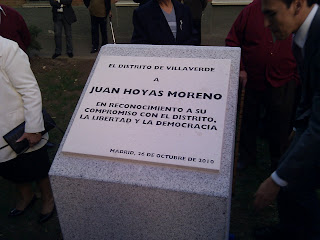 EL DISTRITO DE VILLAVERDE
A
JUAN HOYAS MORENO
EN RECONOCIMIENTO A SU
COMPROMISO CON EL DISTRITO,
LA LIBERTAD Y LA DEMOCRACIA
MADRID, 26 DE OCTUBRE DE 2010